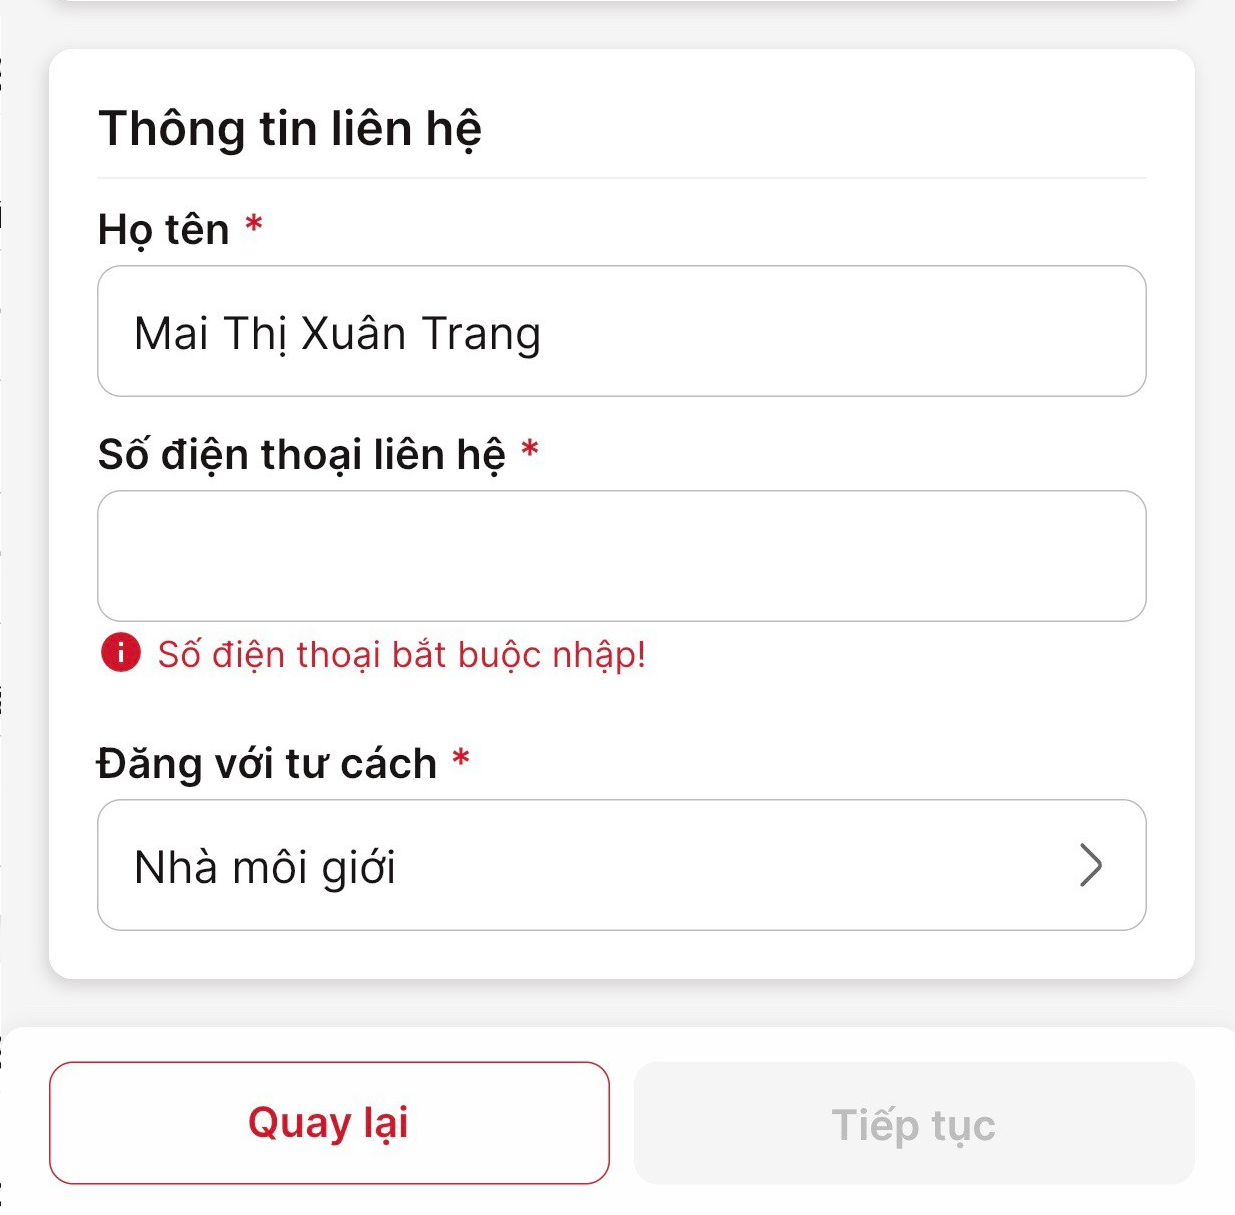 Thông tin liên hệ
Họ tên *
Mai Thị Xuân Trang
Số điện thoại liên hệ *
Số điện thoại bắt buộc nhập!
Đăng với tư cách *
Nhà môi giới
Quay lại
Tiếp tục